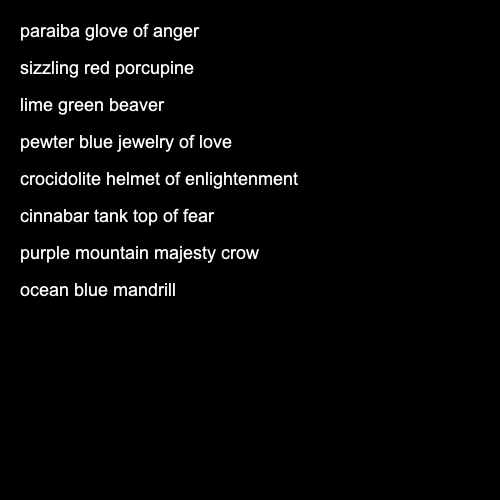 paraiba glove of anger
sizzling red porcupine
lime green beaver
pewter blue jewelry of love
crocidolite helmet of enlightenment
cinnabar tank top of fear
purple mountain majesty crow
ocean blue mandrill